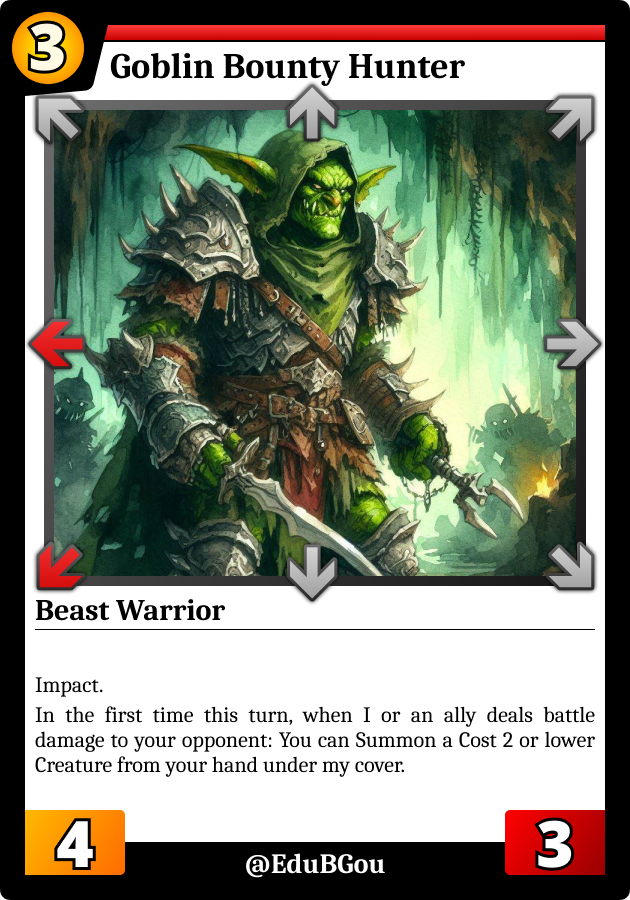 3
Goblin Bounty Hunter
Beast Warrior
Impact.
In the first time this turn, when I or an ally deals battle
damage to your opponent: You can Summon a Cost 2 or lower
Creature from your hand under my cover.
4
@EduBGou
3